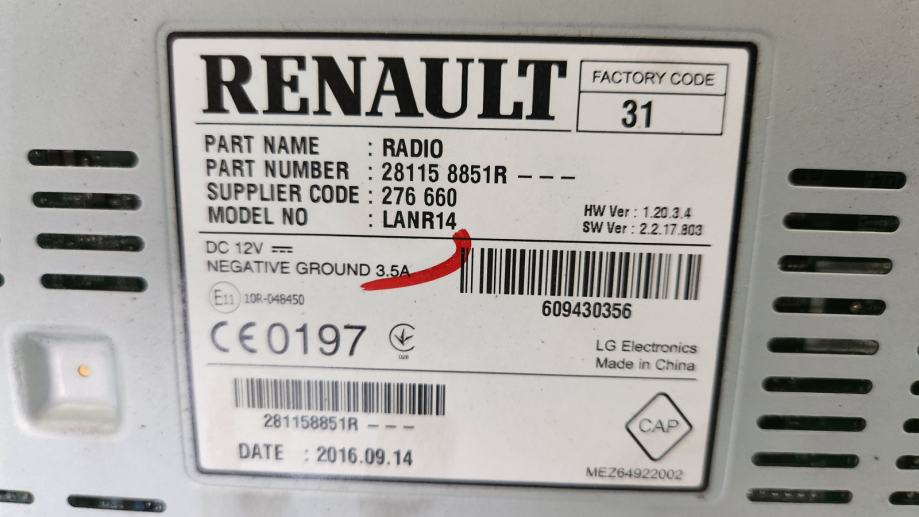 RENAULT
FACTORY CODE
31
PART NAME : RADIO
PART NUMBER : 28115 8851R - - -
SUPPLIER CODE : 276 660
MODEL NO : LANR14
HW Ver : 1.20.3.4
SW Ver : 2.2.17.803
DC 12V
NEGATIVE GROUND 3.5A
E11 10R-048450
609430356
CE0197
028
LG Electronics
Made in China
281158851R - - -
CAP
DATE : 2016.09.14
MEZ64922002